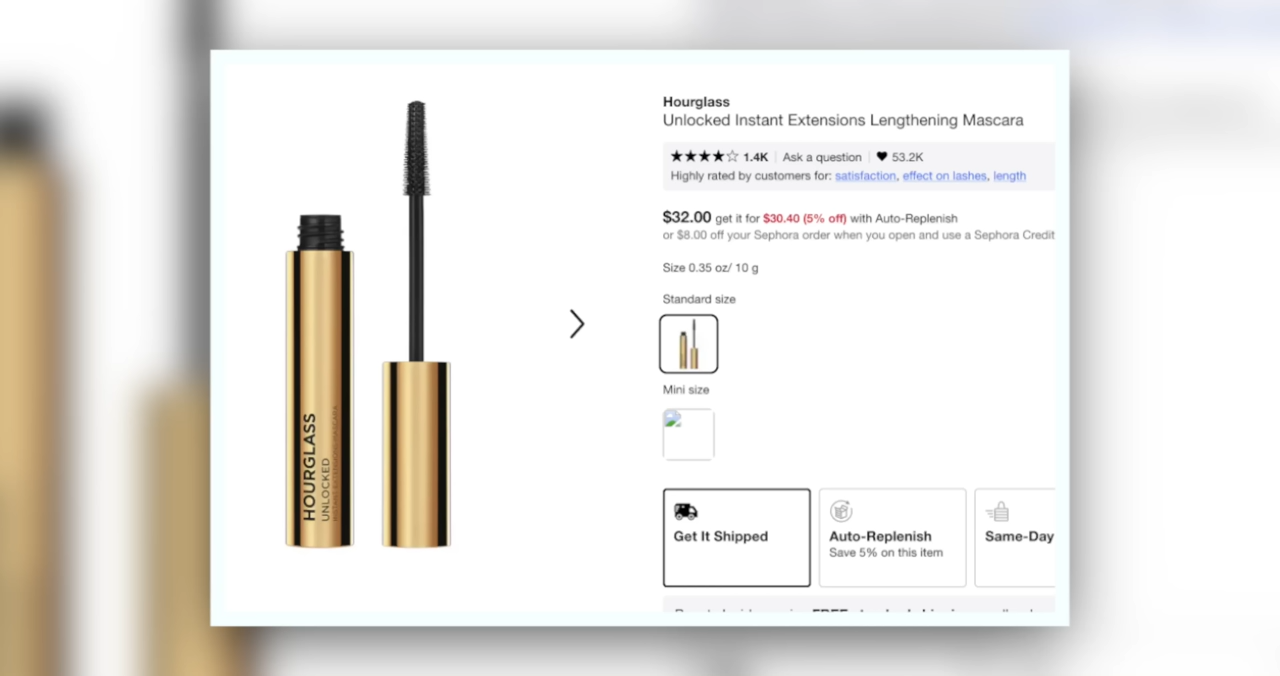 HOURGLASS
UNLOCKED
Hourglass
Unlocked Instant Extensions Lengthening Mascara
★★★★☆ 1.4K | Ask a question | ♥ 53.2K
Highly rated by customers for: satisfaction, effect on lashes, length
$32.00 get it for $30.40 (5% off) with Auto-Replenish
or $8.00 off your Sephora order when you open and use a Sephora Credit
Size 0.35 oz/ 10 g
Standard size
Mini size
Get It Shipped
Auto-Replenish
Save 5% on this item
Same-Day